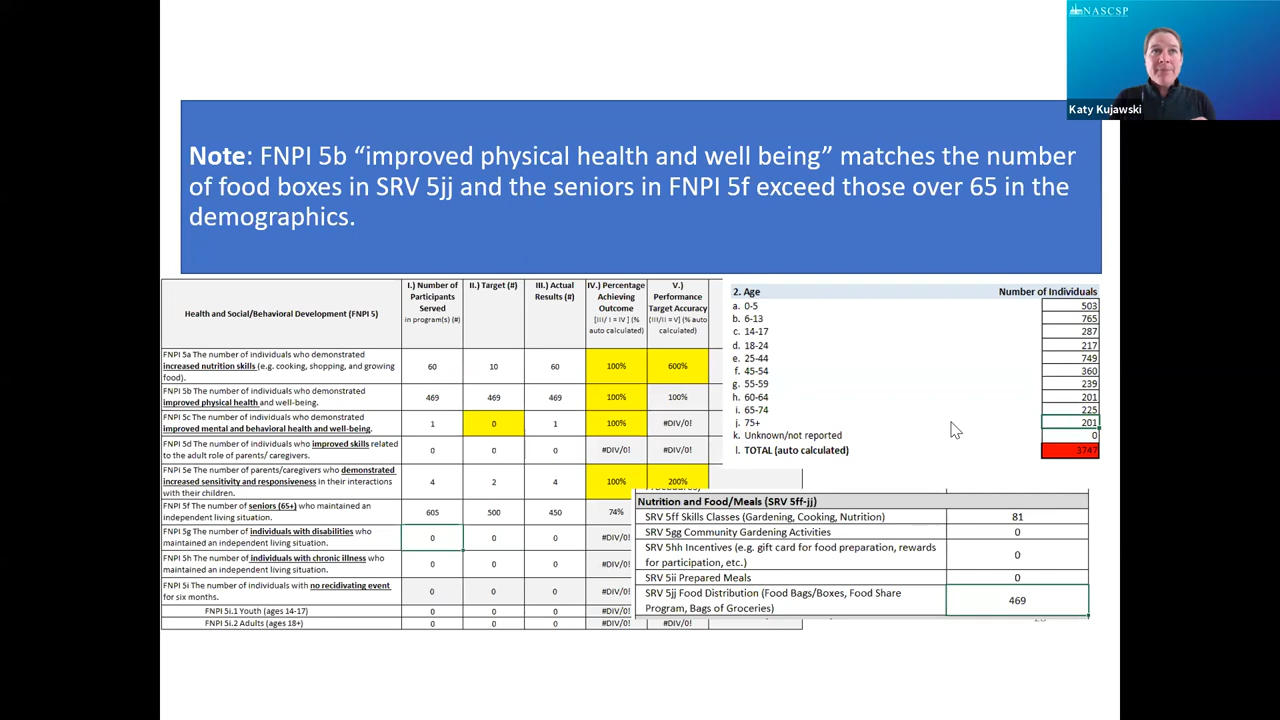 NASCSP
Katy Kujawski
Note: FNPI 5b “improved physical health and well being” matches the number
of food boxes in SRV 5jj and the seniors in FNPI 5f exceed those over 65 in the
demographics.
Health and Social/Behavioral Development (FNPI 5)
I.) Number of
Participants
Served
in program(s) (#)
II.) Target (#)
III.) Actual
Results (#)
IV.) Percentage
Achieving
Outcome
[III/ I = IV ] (%
auto calculated)
V.)
Performance
Target Accuracy
(III/II = V] (% auto
calculated)
FNPI 5a The number of individuals who demonstrated
increased nutrition skills (e.g. cooking, shopping, and growing
food).
60 10 60 100% 600%
FNPI 5b The number of individuals who demonstrated
improved physical health and well-being.
469 469 469 100% 100%
FNPI 5c The number of individuals who demonstrated
improved mental and behavioral health and well-being.
1 0 1 100% #DIV/0!
FNPI 5d The number of individuals who improved skills related
to the adult role of parents/ caregivers.
0 0 0 #DIV/0! #DIV/0!
FNPI 5e The number of parents/caregivers who demonstrated
increased sensitivity and responsiveness in their interactions
with their children.
4 2 4 100% 200%
FNPI 5f The number of seniors (65+) who maintained an
independent living situation.
605 500 450 74%
FNPI 5g The number of individuals with disabilities who
maintained an independent living situation.
0 0 0 #DIV/0!
FNPI 5h The number of individuals with chronic illness who
maintained an independent living situation.
0 0 0 #DIV/0!
FNPI 5i The number of individuals with no recidivating event
for six months.
0 0 0 #DIV/0!
FNPI 5i.1 Youth (ages 14-17) 0 0 0 #DIV/0!
FNPI 5i.2 Adults (ages 18+) 0 0 0 #DIV/0! #DIV/0!
2. Age Number of Individuals
a. 0-5 503
b. 6-13 765
c. 14-17 287
d. 18-24 217
e. 25-44 749
f. 45-54 360
g. 55-59 239
h. 60-64 201
i. 65-74 225
j. 75+ 201
k. Unknown/not reported 0
l. TOTAL (auto calculated) 3747
Nutrition and Food/Meals (SRV 5ff-jj)
SRV 5ff Skills Classes (Gardening, Cooking, Nutrition) 81
SRV 5gg Community Gardening Activities 0
SRV 5hh Incentives (e.g. gift card for food preparation, rewards
for participation, etc.)
0
SRV 5ii Prepared Meals 0
SRV 5jj Food Distribution (Food Bags/Boxes, Food Share
Program, Bags of Groceries)
469